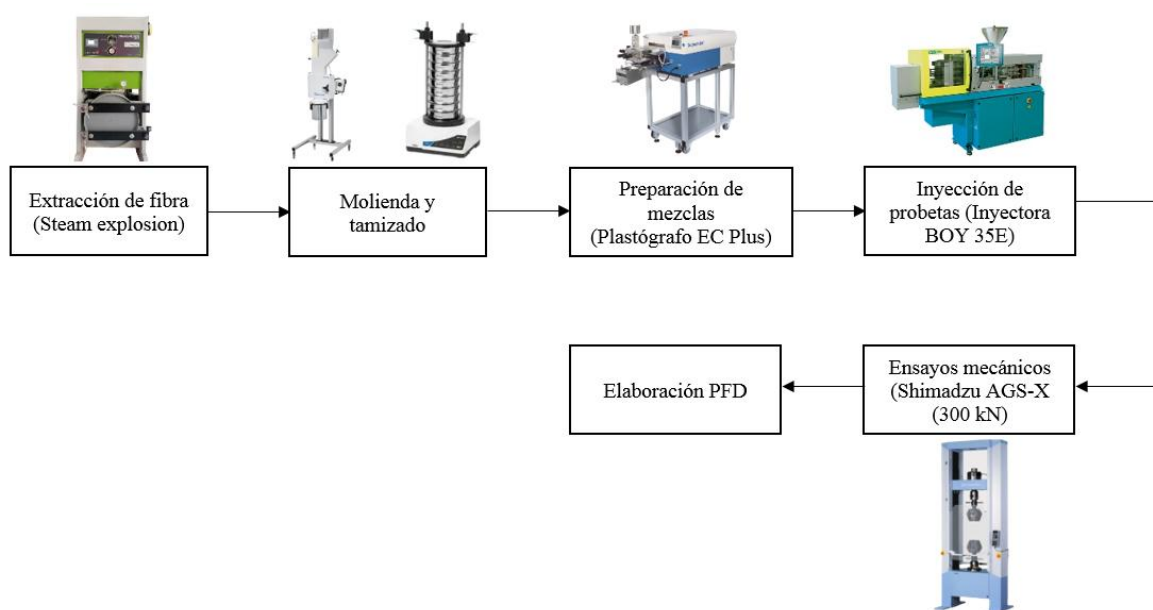 Extracción de fibra
(Steam explosion)
Molienda y
tamizado
Preparación de
mezclas
(Plastógrafo EC Plus)
Inyección de
probetas (Inyectora
BOY 35E)
Ensayos mecánicos
(Shimadzu AGS-X
(300 kN)
Elaboración PFD